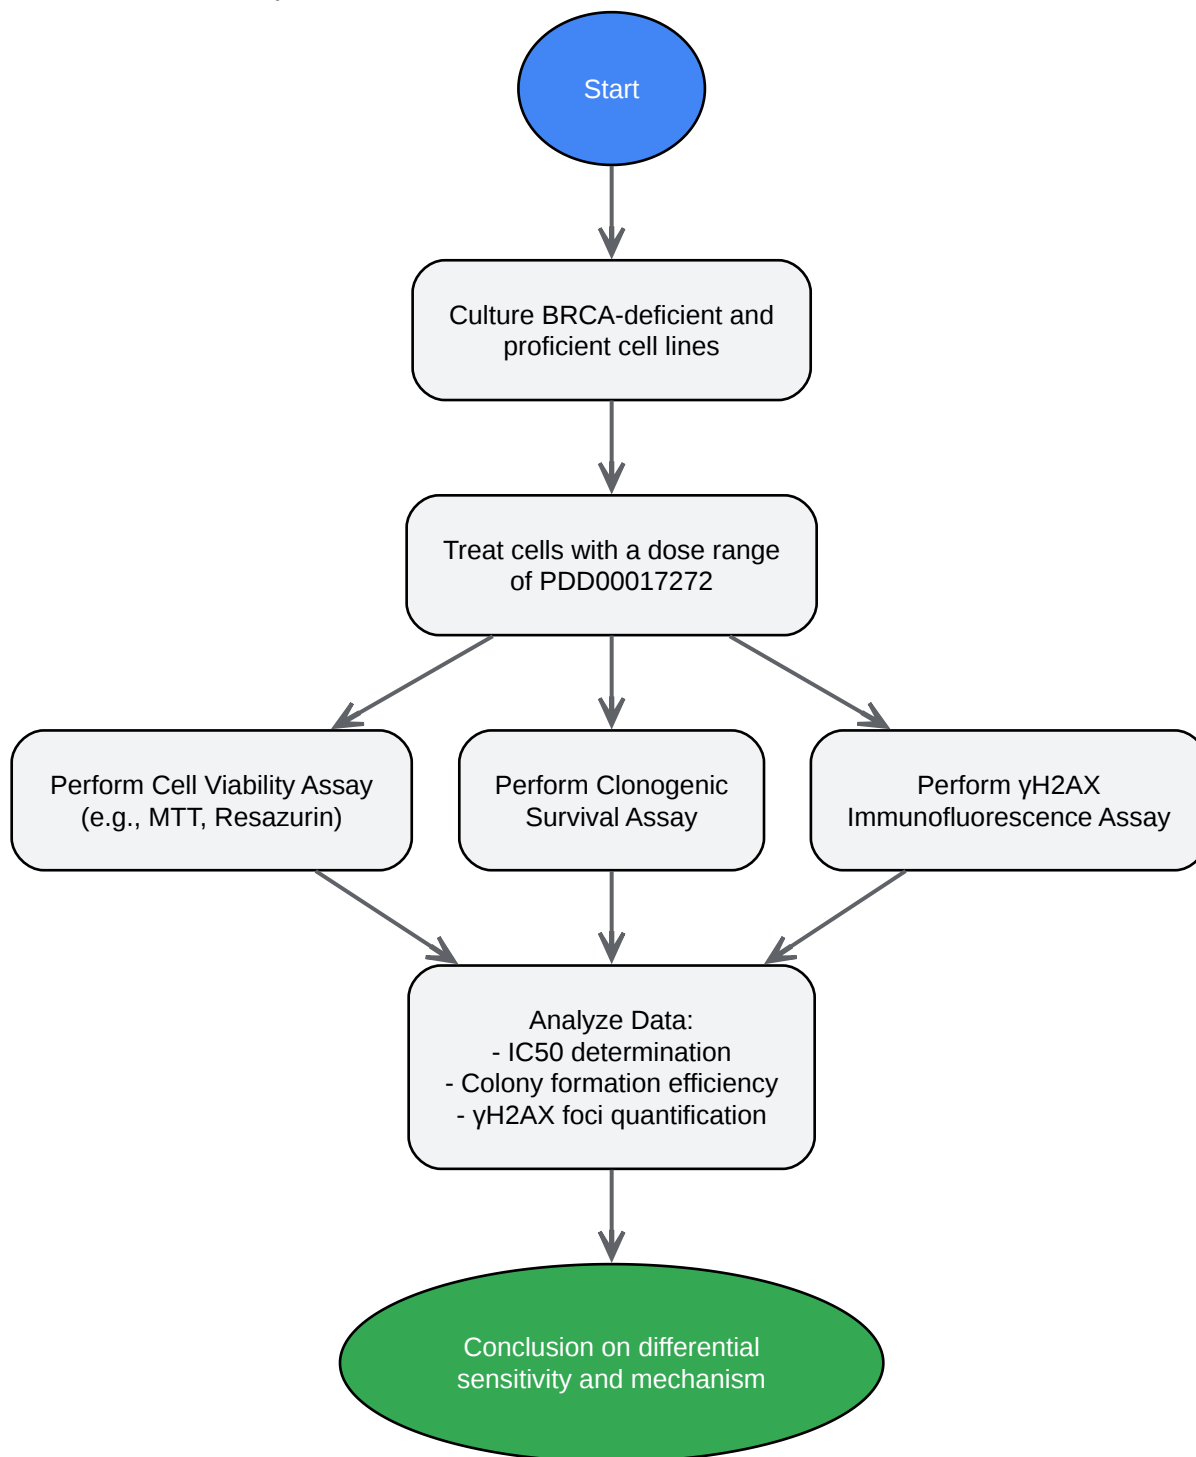 Start
Culture BRCA-deficient and
proficient cell lines
Treat cells with a dose range
of PDD00017272
Perform Cell Viability Assay
(e.g., MTT, Resazurin)
Perform Clonogenic
Survival Assay
Perform γH2AX
Immunofluorescence Assay
Analyze Data:
- IC50 determination
- Colony formation efficiency
- γH2AX foci quantification
Conclusion on differential
sensitivity and mechanism